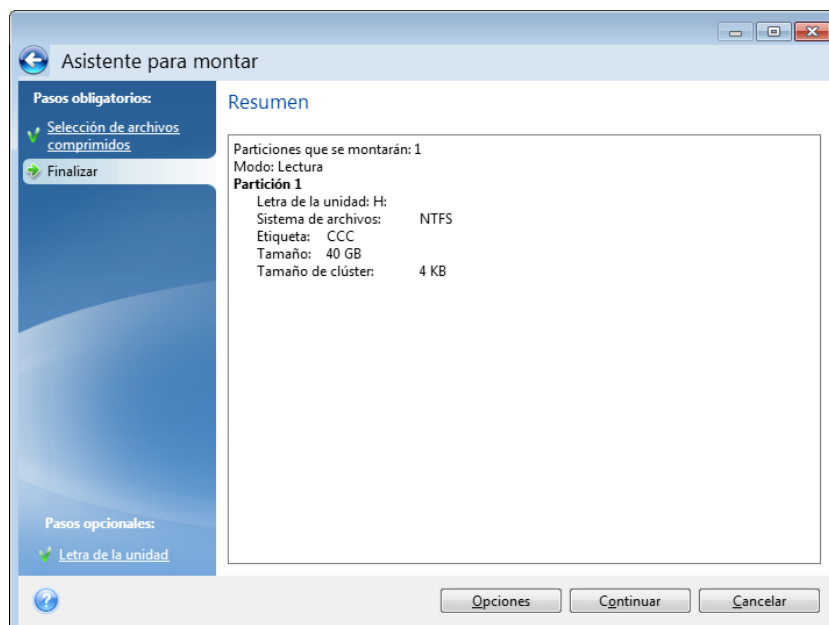 Asistente para montar
Pasos obligatorios:
Selección de archivos
comprimidos
Finalizar
Pasos opcionales:
Letra de la unidad
Resumen
Particiones que se montarán: 1
Modo: Lectura
Partición 1
Letra de la unidad: H:
Sistema de archivos: NTFS
Etiqueta: CCC
Tamaño: 40 GB
Tamaño de clúster: 4 KB
Opciones
Continuar
Cancelar